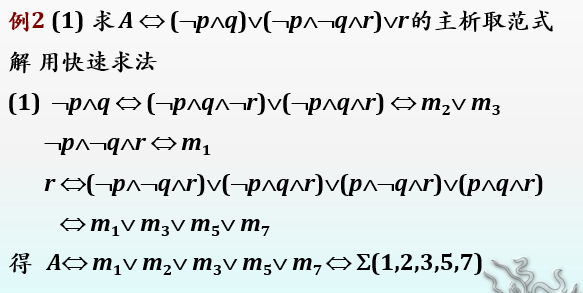 例2 (1) 求A⇔(¬p∧q)∨(¬p∧¬q∧r)∨r的主析取范式
解 用快速求法
(1) ¬p∧q⇔(¬p∧q∧¬r)∨(¬p∧q∧r)⇔m₂∨m₃
¬p∧¬q∧r⇔m₁
r⇔(¬p∧¬q∧r)∨(¬p∧q∧r)∨(p∧¬q∧r)∨(p∧q∧r)
⇔m₁∨m₃∨m₅∨m₇
得 A⇔m₁∨m₂∨m₃∨m₅∨m₇⇔Σ(1,2,3,5,7)